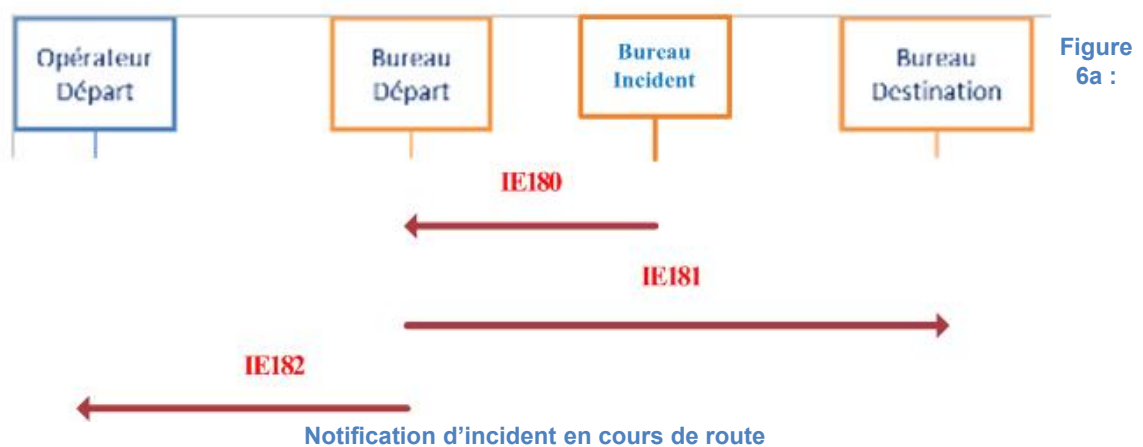 Opérateur
Départ
Bureau
Départ
Bureau
Incident
Bureau
Destination
Figure
6a :
IE180
IE181
IE182
Notification d’incident en cours de route